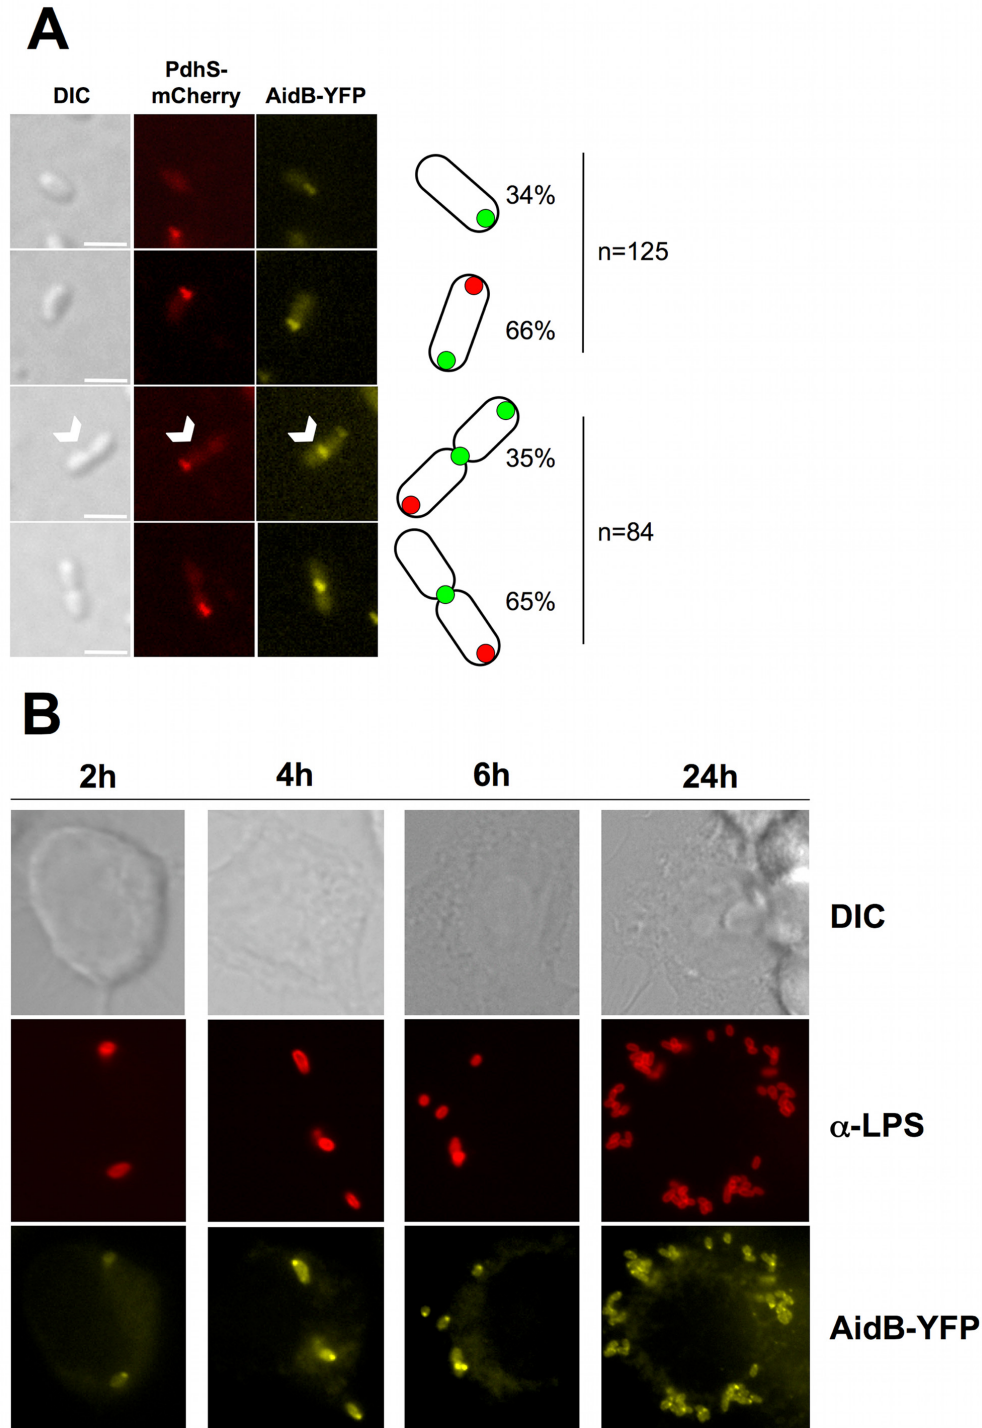 A
DIC
PdhS-
mCherry
AidB-YFP
34%
n=125
66%
35%
n=84
65%
B
2h 4h 6h 24h
DIC
α-LPS
AidB-YFP